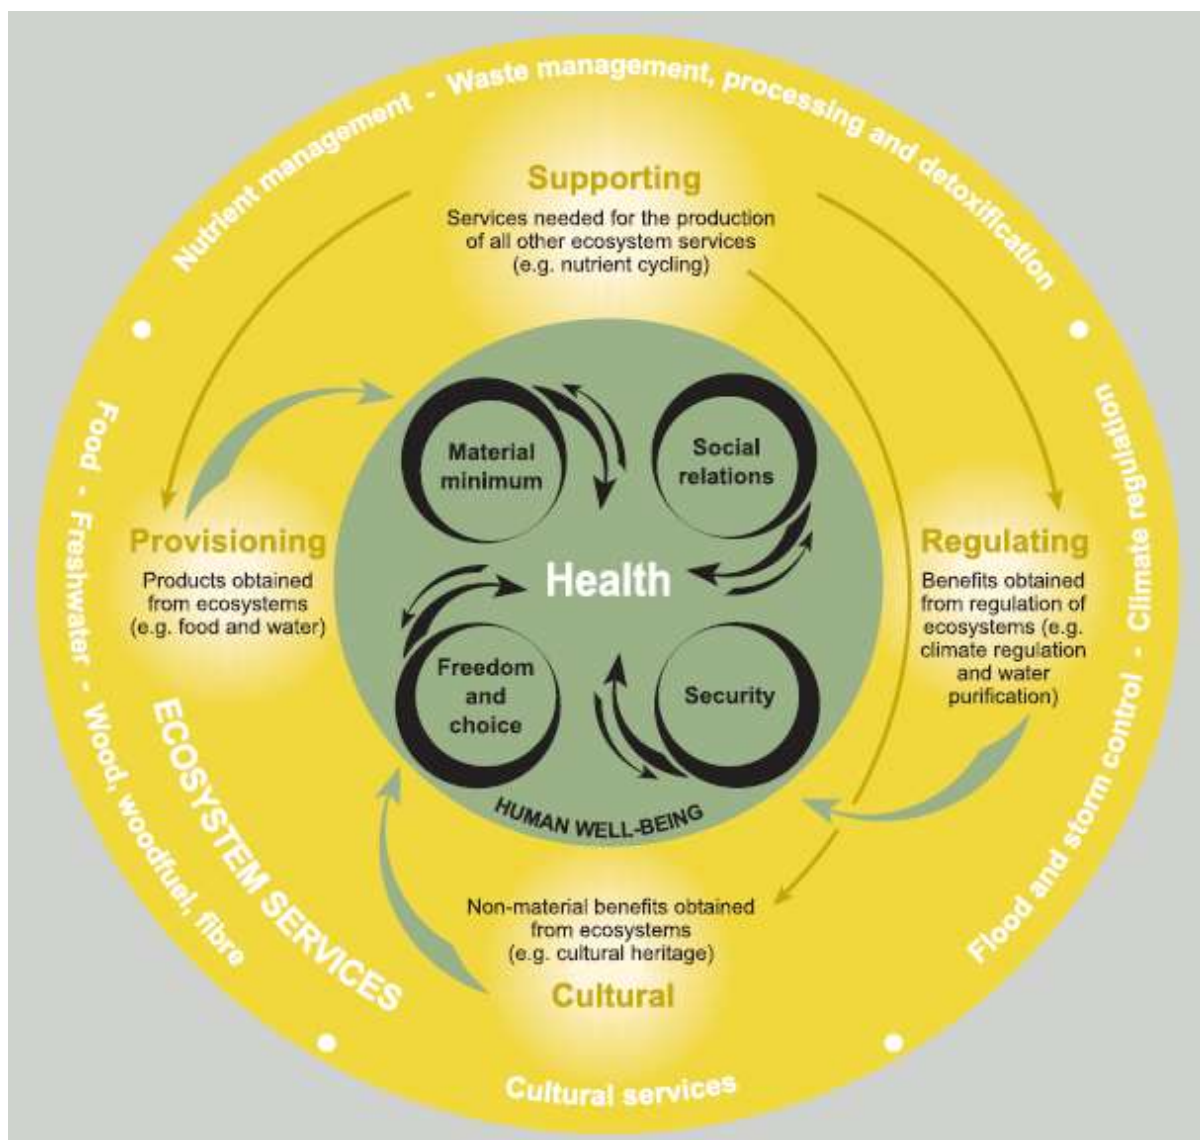 Nutrient management - Waste management, processing and detoxification
Supporting
Services needed for the production
of all other ecosystem services
(e.g. nutrient cycling)
Food - Freshwater - Wood, woodfuel, fibre
Flood and storm control - Climate regulation
Material
minimum
Social
relations
Provisioning
Products obtained
from ecosystems
(e.g. food and water)
Health
Regulating
Benefits obtained
from regulation of
ecosystems (e.g.
climate regulation
and water
purification)
Freedom
and
choice
Security
HUMAN WELL-BEING
ECOSYSTEM SERVICES
Non-material benefits obtained
from ecosystems
(e.g. cultural heritage)
Cultural
Cultural services